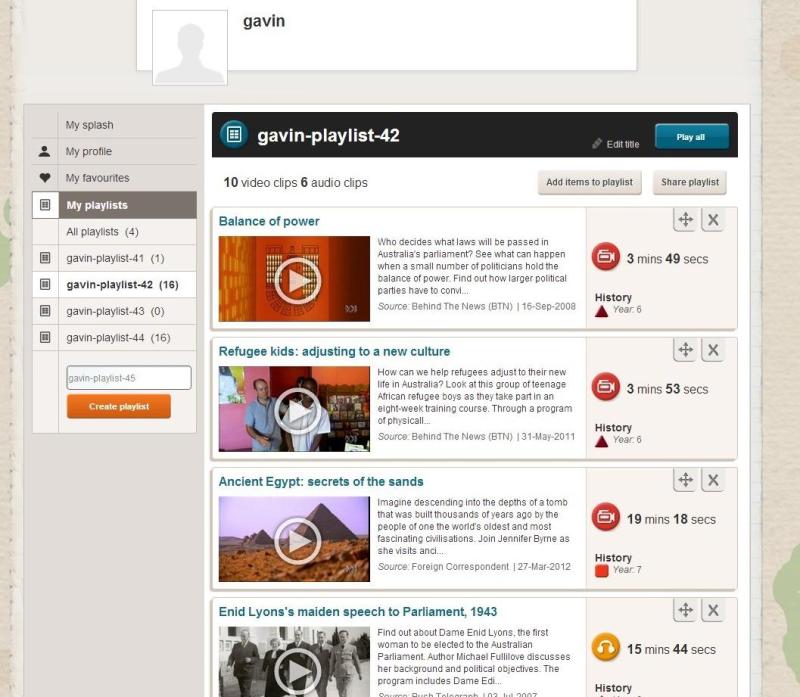 gavin
My splash
My profile
My favourites
My playlists
All playlists (4)
gavin-playlist-41 (1)
gavin-playlist-42 (16)
gavin-playlist-43 (0)
gavin-playlist-44 (16)
gavin-playlist-45
Create playlist
gavin-playlist-42
Edit title
Play all
10 video clips 6 audio clips
Add items to playlist
Share playlist
Balance of power
Who decides what laws will be passed in
Australia's parliament? See what can happen
when a small number of politicians hold the
balance of power. Find out how larger political
parties have to convi...
Source: Behind The News (BTN) | 16-Sep-2008
3 mins 49 secs
History
Year: 6
Refugee kids: adjusting to a new culture
How can we help refugees adjust to their new
life in Australia? Look at this group of teenage
African refugee boys as they take part in an
eight-week training course. Through a program
of physicall...
Source: Behind The News (BTN) | 31-May-2011
3 mins 53 secs
History
Year: 6
Ancient Egypt: secrets of the sands
Imagine descending into the depths of a tomb
that was built thousands of years ago by the
people of one the world's oldest and most
fascinating civilisations. Join Jennifer Byrne as
she visits anci...
Source: Foreign Correspondent | 27-Mar-2012
19 mins 18 secs
History
Year: 7
Enid Lyons's maiden speech to Parliament, 1943
Find out about Dame Enid Lyons, the first
woman to be elected to the Australian
Parliament. Author Michael Fullilove discusses
her background and political objectives. The
program includes Dame Edi...
Source: Bush Telegraph | 03-Jul-2007
15 mins 44 secs
History